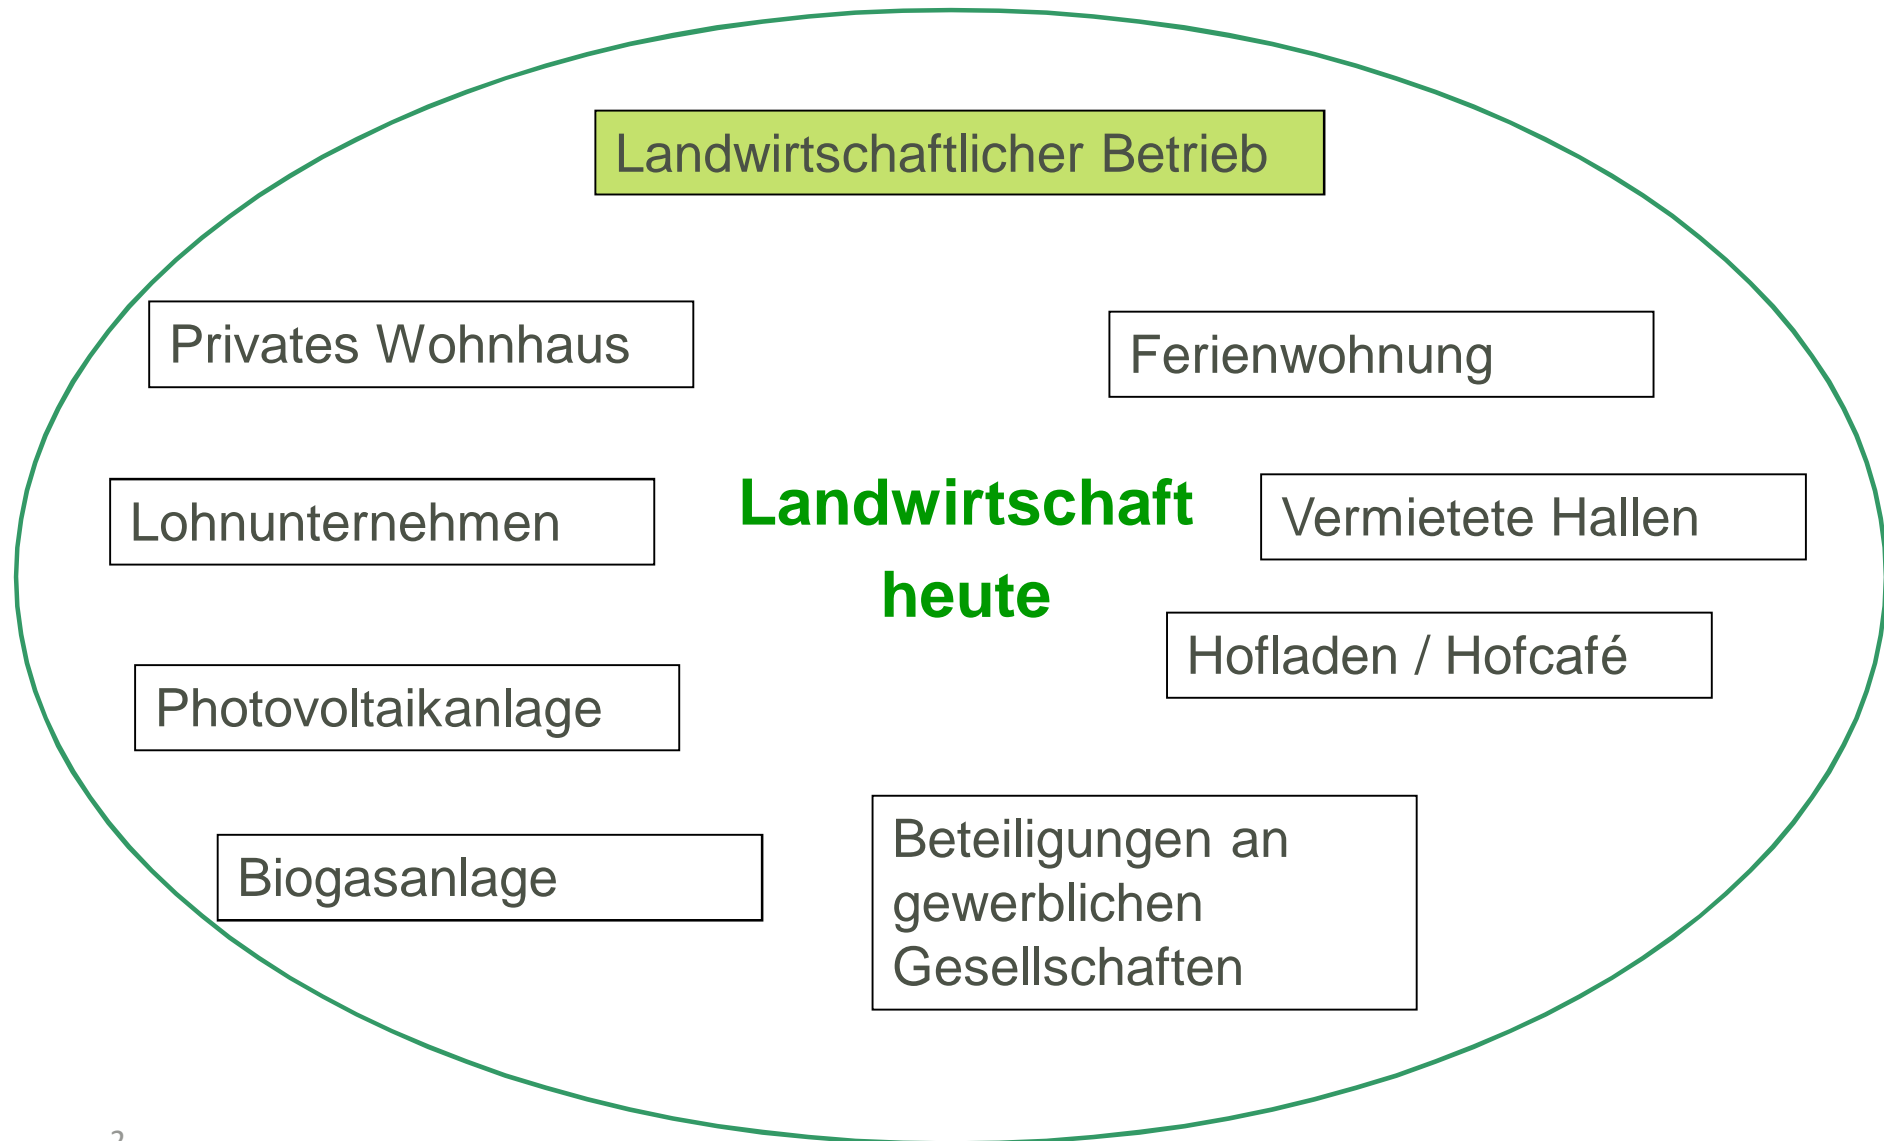 Landwirtschaftlicher Betrieb
Privates Wohnhaus
Ferienwohnung
Lohnunternehmen
Landwirtschaft
heute
Vermietete Hallen
Hofladen / Hofcafé
Photovoltaikanlage
Biogasanlage
Beteiligungen an
gewerblichen
Gesellschaften